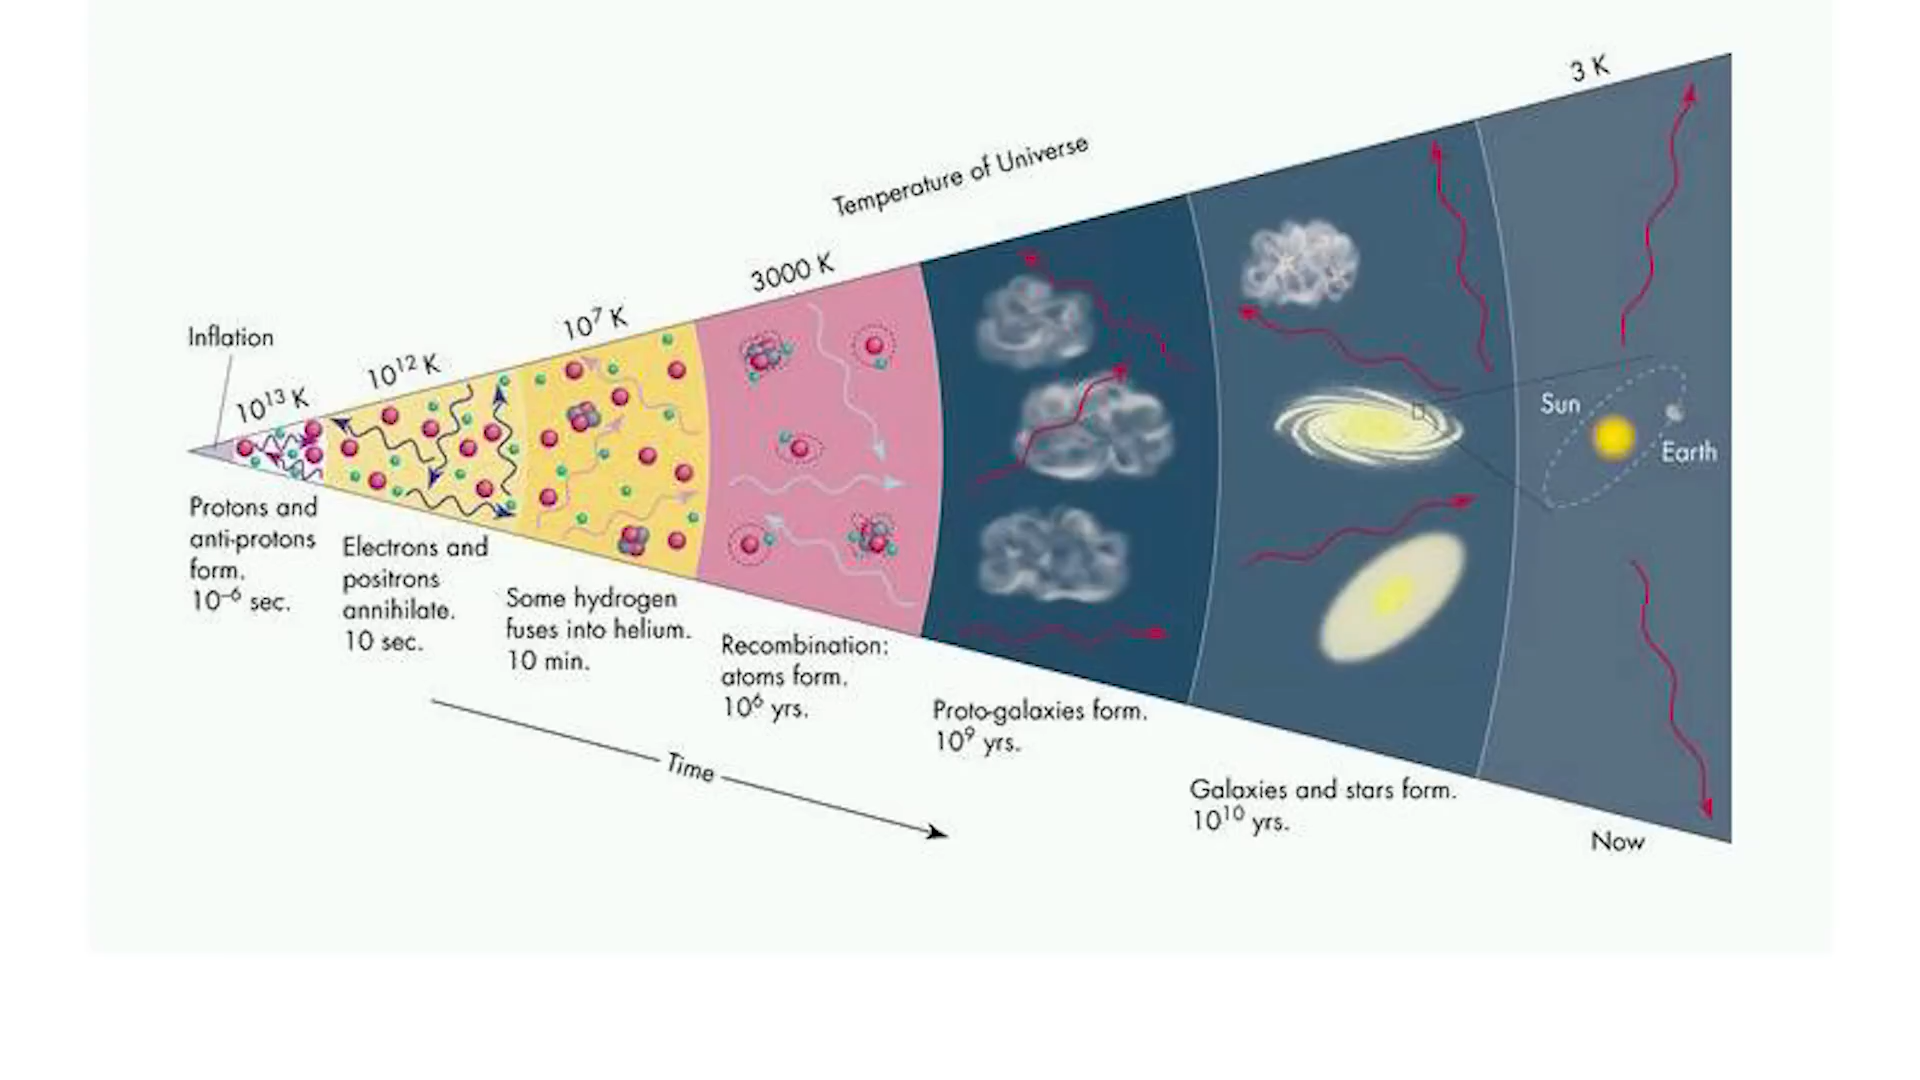 3 K
Temperature of Universe
3000 K
10⁷ K
Inflation
10¹² K
10¹³ K
Sun
Earth
Protons and
anti-protons
form.
10⁻⁶ sec.
Electrons and
positrons
annihilate.
10 sec.
Some hydrogen
fuses into helium.
10 min.
Recombination:
atoms form.
10⁶ yrs.
Proto-galaxies form.
10⁹ yrs.
Galaxies and stars form.
10¹⁰ yrs.
Now
Time